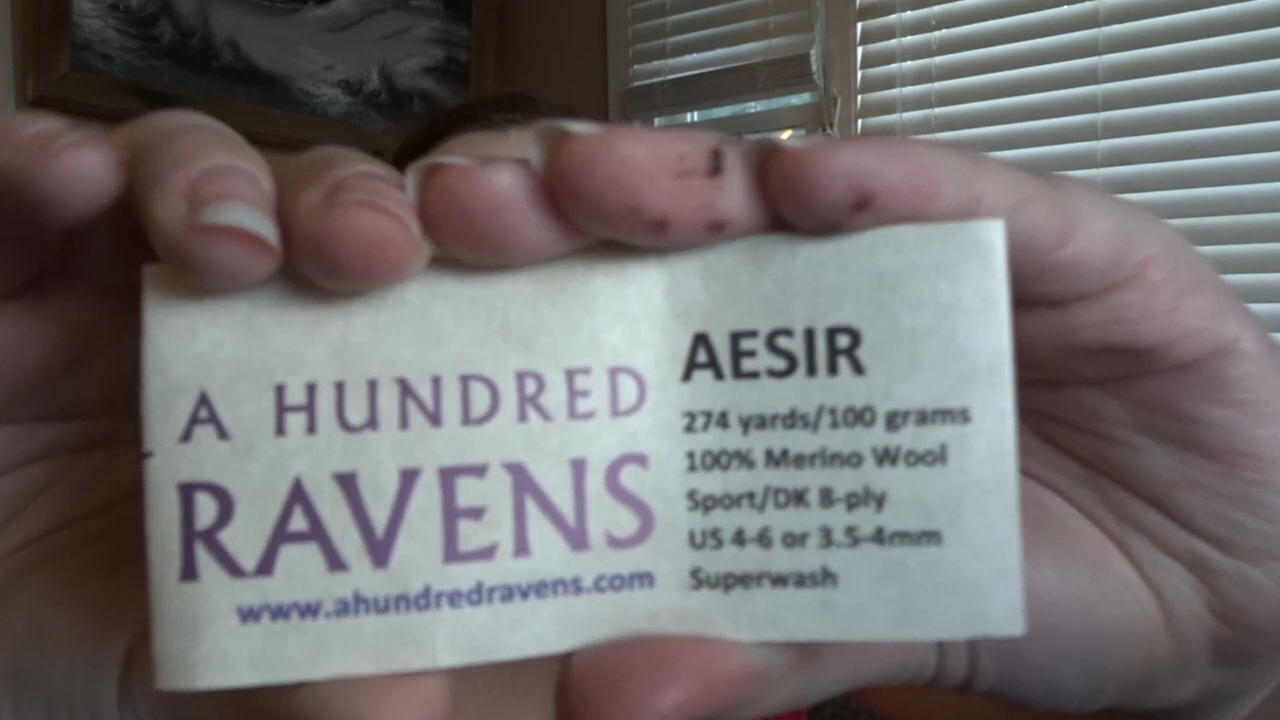 A HUNDRED
RAVENS
www.ahundredravens.com
AESIR
274 yards/100 grams
100% Merino Wool
Sport/DK 8-ply
US 4-6 or 3.5-4mm
Superwash